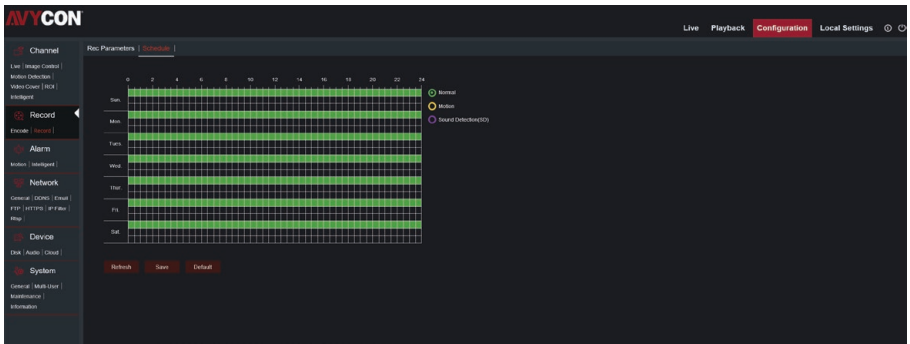 AVYCON
Live Playback Configuration Local Settings
Channel
Live | Image Control |
Motion Detection |
Video Cover | ROI |
Intelligent
Record
Encode | Record |
Alarm
Motion | Intelligent |
Network
General | DDNS | Email |
FTP | HTTPS | IP Filter |
Rtsp |
Device
Disk | Audio | Cloud |
System
General | Multi-User |
Maintenance |
Information
Rec Parameters | Schedule |
0 2 4 6 8 10 12 14 16 18 20 22 24
Sun.
Mon.
Tues.
Wed.
Thur.
Fri.
Sat.
Normal
Motion
Sound Detection(SD)
Refresh Save Default